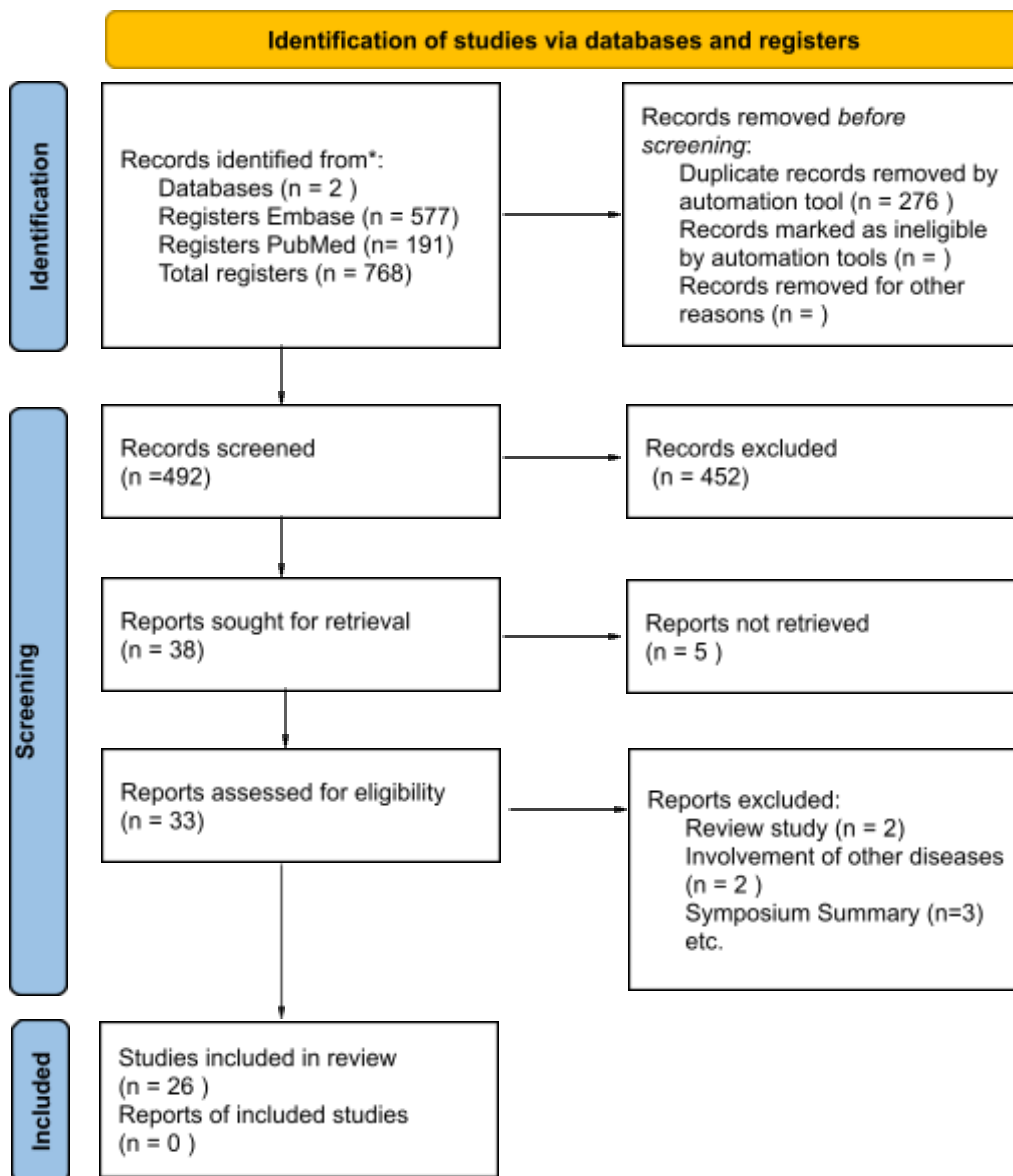 Identification of studies via databases and registers
Identification
Records identified from*:
Databases (n = 2 )
Registers Embase (n = 577)
Registers PubMed (n= 191)
Total registers (n = 768)
Records removed before
screening:
Duplicate records removed by
automation tool (n = 276 )
Records marked as ineligible
by automation tools (n = )
Records removed for other
reasons (n = )
Screening
Records screened
(n =492)
Records excluded
(n = 452)
Reports sought for retrieval
(n = 38)
Reports not retrieved
(n = 5 )
Reports assessed for eligibility
(n = 33)
Reports excluded:
Review study (n = 2)
Involvement of other diseases
(n = 2 )
Symposium Summary (n=3)
etc.
Included
Studies included in review
(n = 26 )
Reports of included studies
(n = 0 )